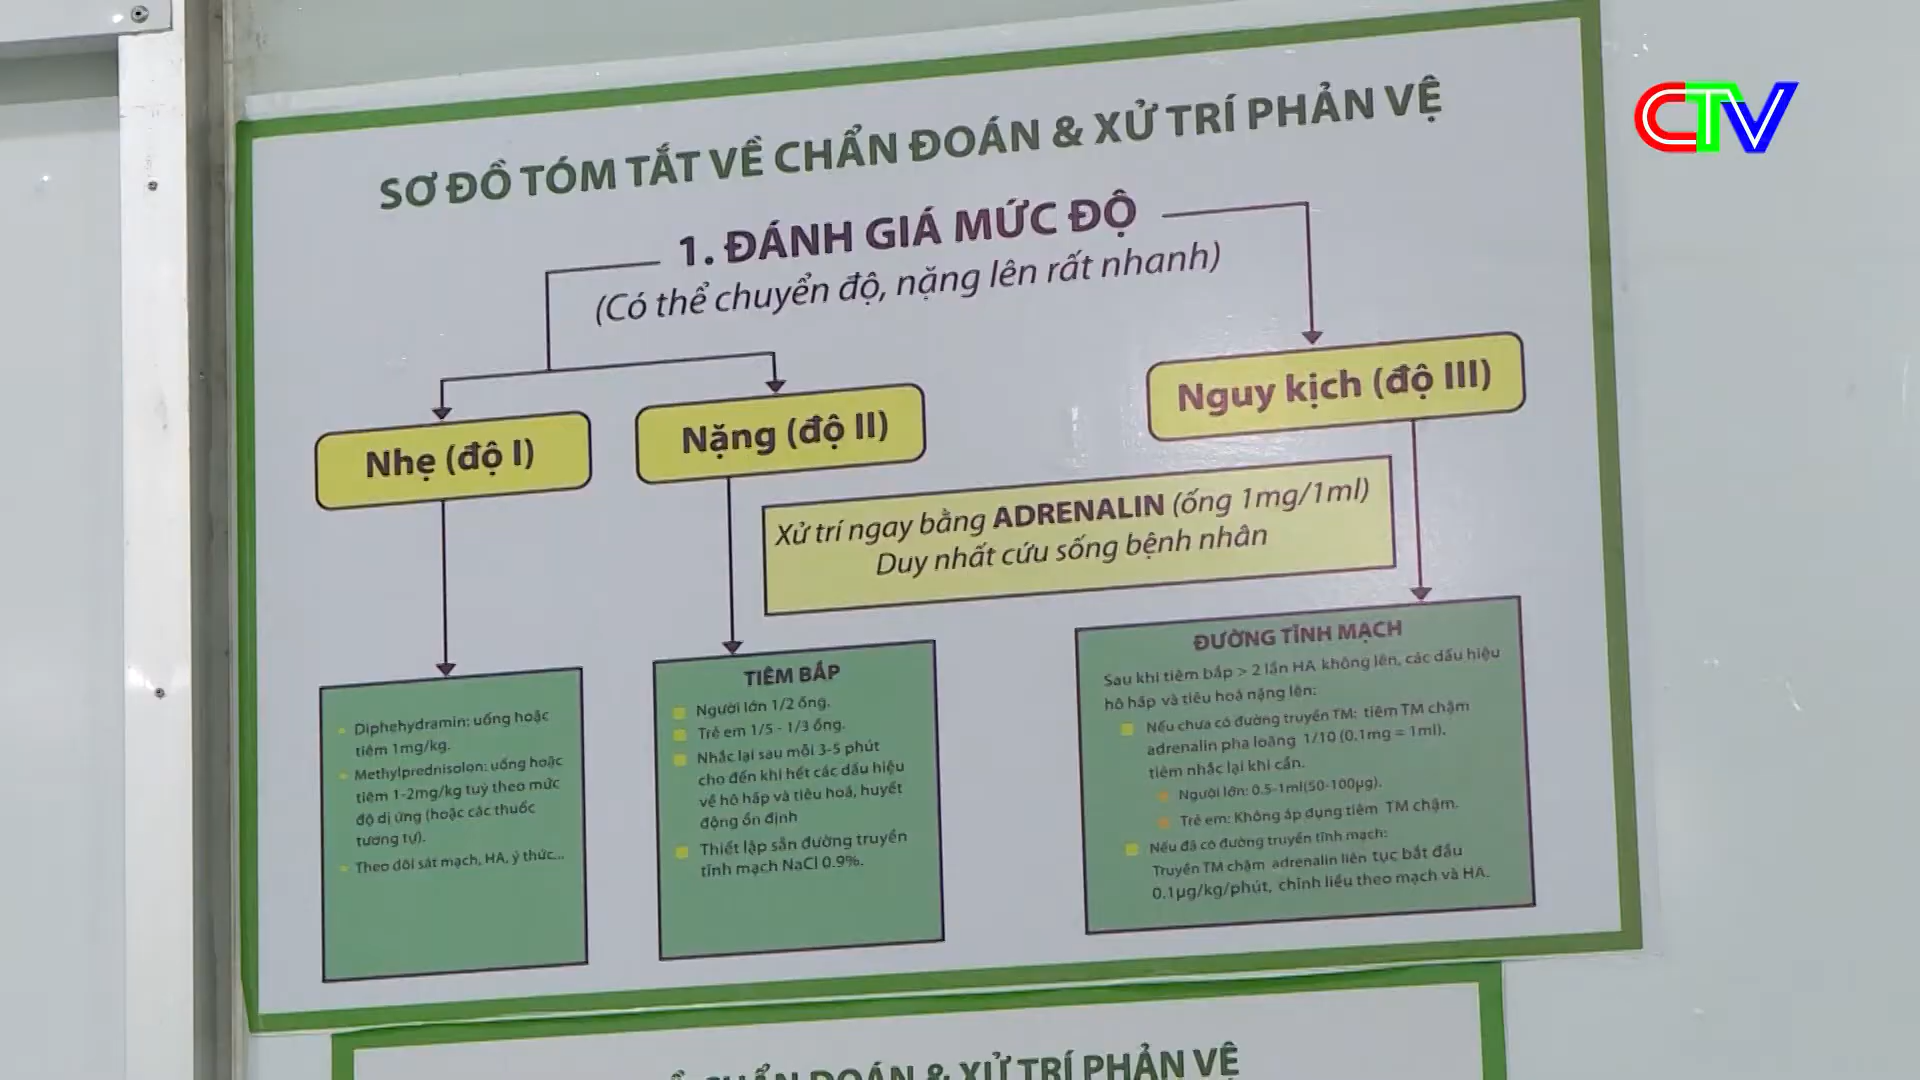 CTV
SƠ ĐỒ TÓM TẮT VỀ CHẨN ĐOÁN & XỬ TRÍ PHẢN VỆ
1. ĐÁNH GIÁ MỨC ĐỘ
(Có thể chuyển độ, nặng lên rất nhanh)
Nhẹ (độ I)
Nặng (độ II)
Nguy kịch (độ III)
Xử trí ngay bằng ADRENALIN (ống 1mg/1ml)
Duy nhất cứu sống bệnh nhân
Diphehydramin: uống hoặc
tiêm 1mg/kg.
Methylprednisolon: uống hoặc
tiêm 1-2mg/kg tuỳ theo mức
độ dị ứng (hoặc các thuốc
tương tự).
Theo dõi sát mạch, HA, ý thức...
TIÊM BẮP
Người lớn 1/2 ống.
Trẻ em 1/5 - 1/3 ống.
Nhắc lại sau mỗi 3-5 phút
cho đến khi hết các dấu hiệu
về hô hấp và tiêu hoá, huyết
động ổn định
Thiết lập sẵn đường truyền
tĩnh mạch NaCl 0.9%.
ĐƯỜNG TĨNH MẠCH
Sau khi tiêm bắp > 2 lần HA không lên, các dấu hiệu
hô hấp và tiêu hoá nặng lên:
Nếu chưa có đường truyền TM: tiêm TM chậm
adrenalin pha loãng 1/10 (0.1mg = 1ml),
tiêm nhắc lại khi cần.
Người lớn: 0.5-1ml(50-100µg).
Trẻ em: Không áp dụng tiêm TM chậm.
Nếu đã có đường truyền tĩnh mạch:
Truyền TM chậm adrenalin liên tục bắt đầu
0.1µg/kg/phút, chỉnh liều theo mạch và HA.
CHẨN ĐOÁN & XỬ TRÍ PHẢN VỆ